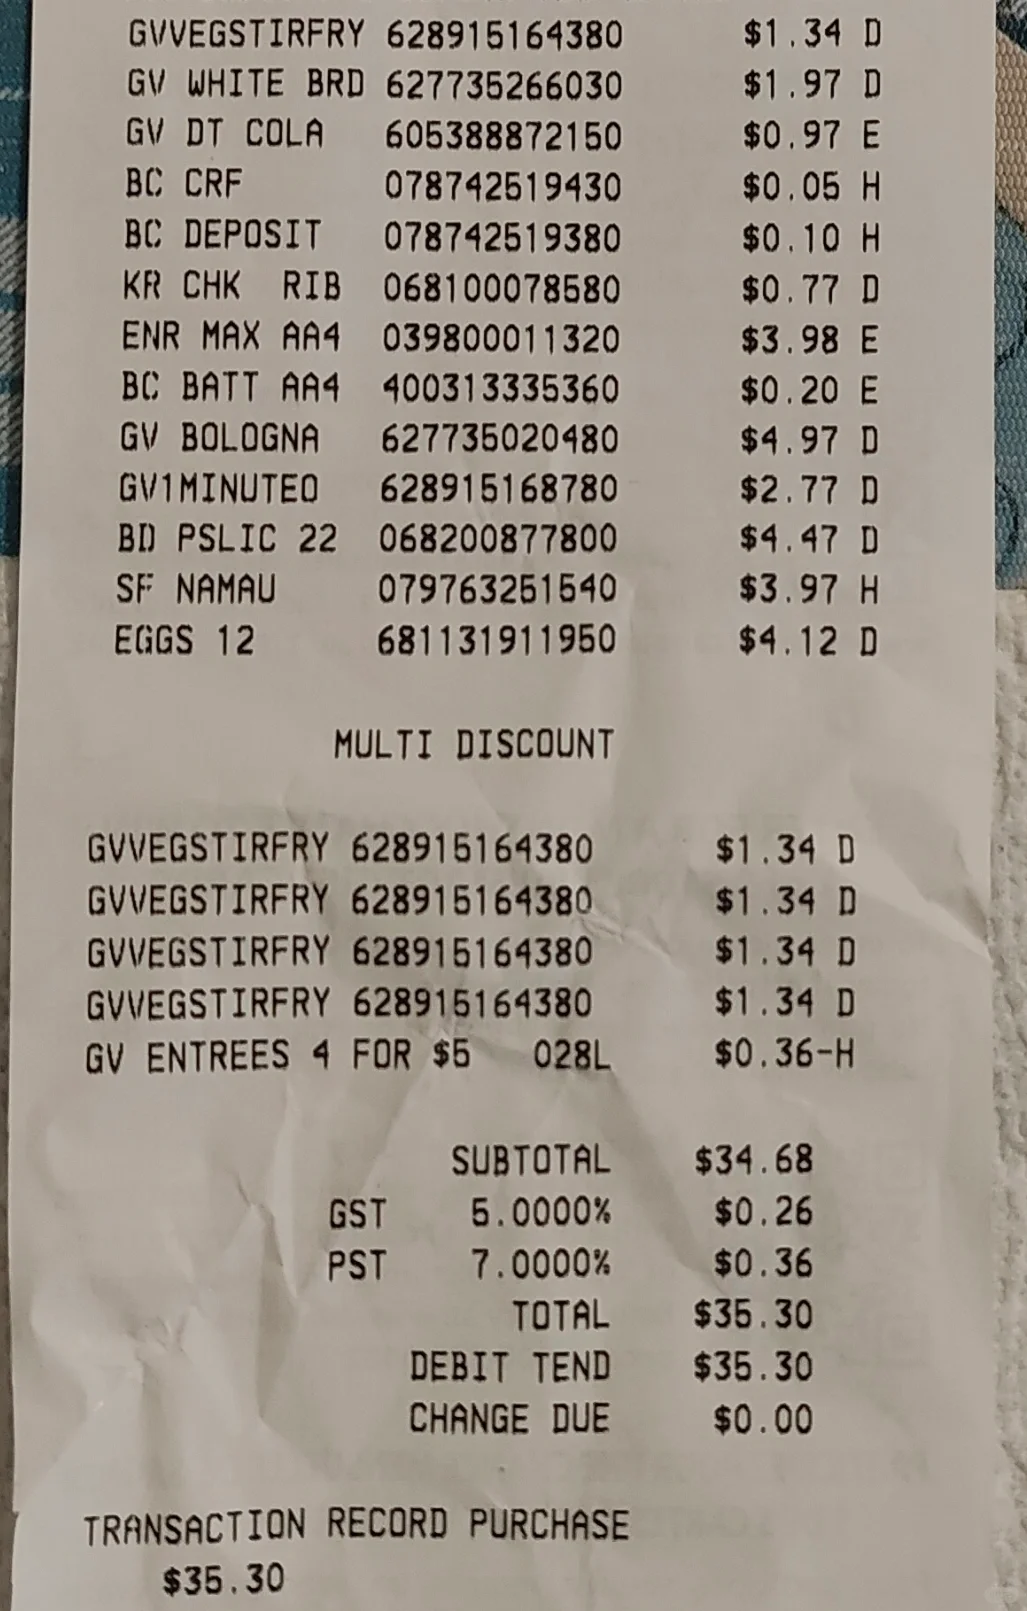 GVVEGSTIRFRY 628915164380 $1.34 D
GV WHITE BRD 627735266030 $1.97 D
GV DT COLA 605388872150 $0.97 E
BC CRF 078742519430 $0.05 H
BC DEPOSIT 078742519380 $0.10 H
KR CHK RIB 068100078580 $0.77 D
ENR MAX AA4 039800011320 $3.98 E
BC BATT AA4 400313335360 $0.20 E
GV BOLOGNA 627735020480 $4.97 D
GV1MINUTEO 628915168780 $2.77 D
BD PSLIC 22 068200877800 $4.47 D
SF NAMAU 079763251540 $3.97 H
EGGS 12 681131911950 $4.12 D
MULTI DISCOUNT
GVVEGSTIRFRY 628915164380 $1.34 D
GVVEGSTIRFRY 628915164380 $1.34 D
GVVEGSTIRFRY 628915164380 $1.34 D
GVVEGSTIRFRY 628915164380 $1.34 D
GV ENTREES 4 FOR $5 028L $0.36-H
SUBTOTAL $34.68
GST 5.0000% $0.26
PST 7.0000% $0.36
TOTAL $35.30
DEBIT TEND $35.30
CHANGE DUE $0.00
TRANSACTION RECORD PURCHASE
$35.30